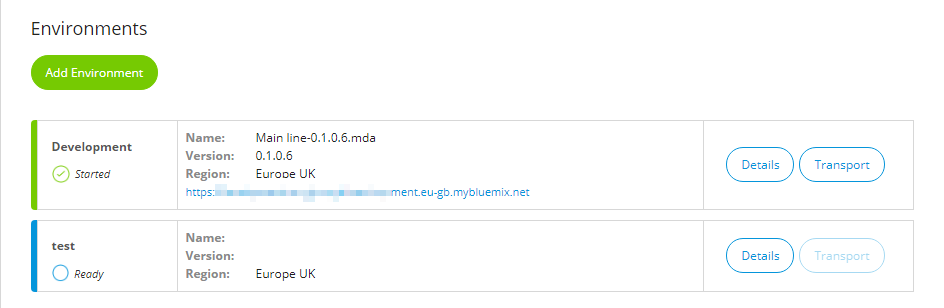 Environments
Add Environment
Development
Started
Name: Main line-0.1.0.6.mda
Version: 0.1.0.6
Region: Europe UK
https: ment.eu-gb.mybluemix.net
Details
Transport
test
Ready
Name:
Version:
Region: Europe UK
Details
Transport